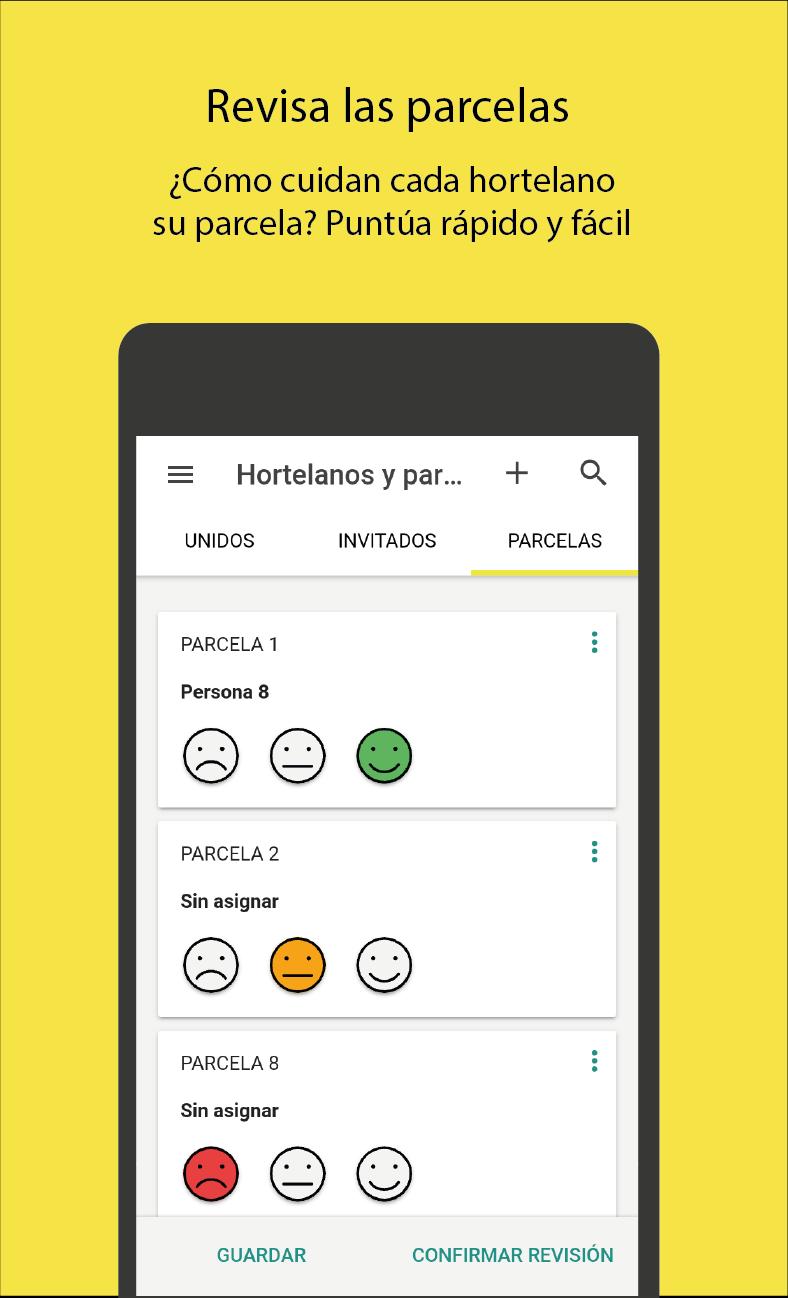 Revisa las parcelas
¿Cómo cuidan cada hortelano
su parcela? Puntúa rápido y fácil
Hortelanos y par...
UNIDOS
INVITADOS
PARCELAS
PARCELA 1
Persona 8
PARCELA 2
Sin asignar
PARCELA 8
Sin asignar
GUARDAR
CONFIRMAR REVISIÓN